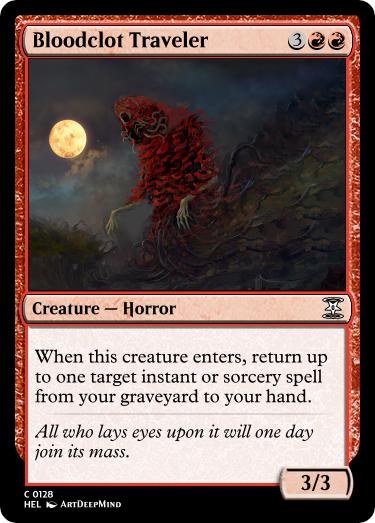 Bloodclot Traveler 3
Creature — Horror
When this creature enters, return up
to one target instant or sorcery spell
from your graveyard to your hand.
All who lays eyes upon it will one day
join its mass.
3/3
C 0128
HEL ArtDeepMind